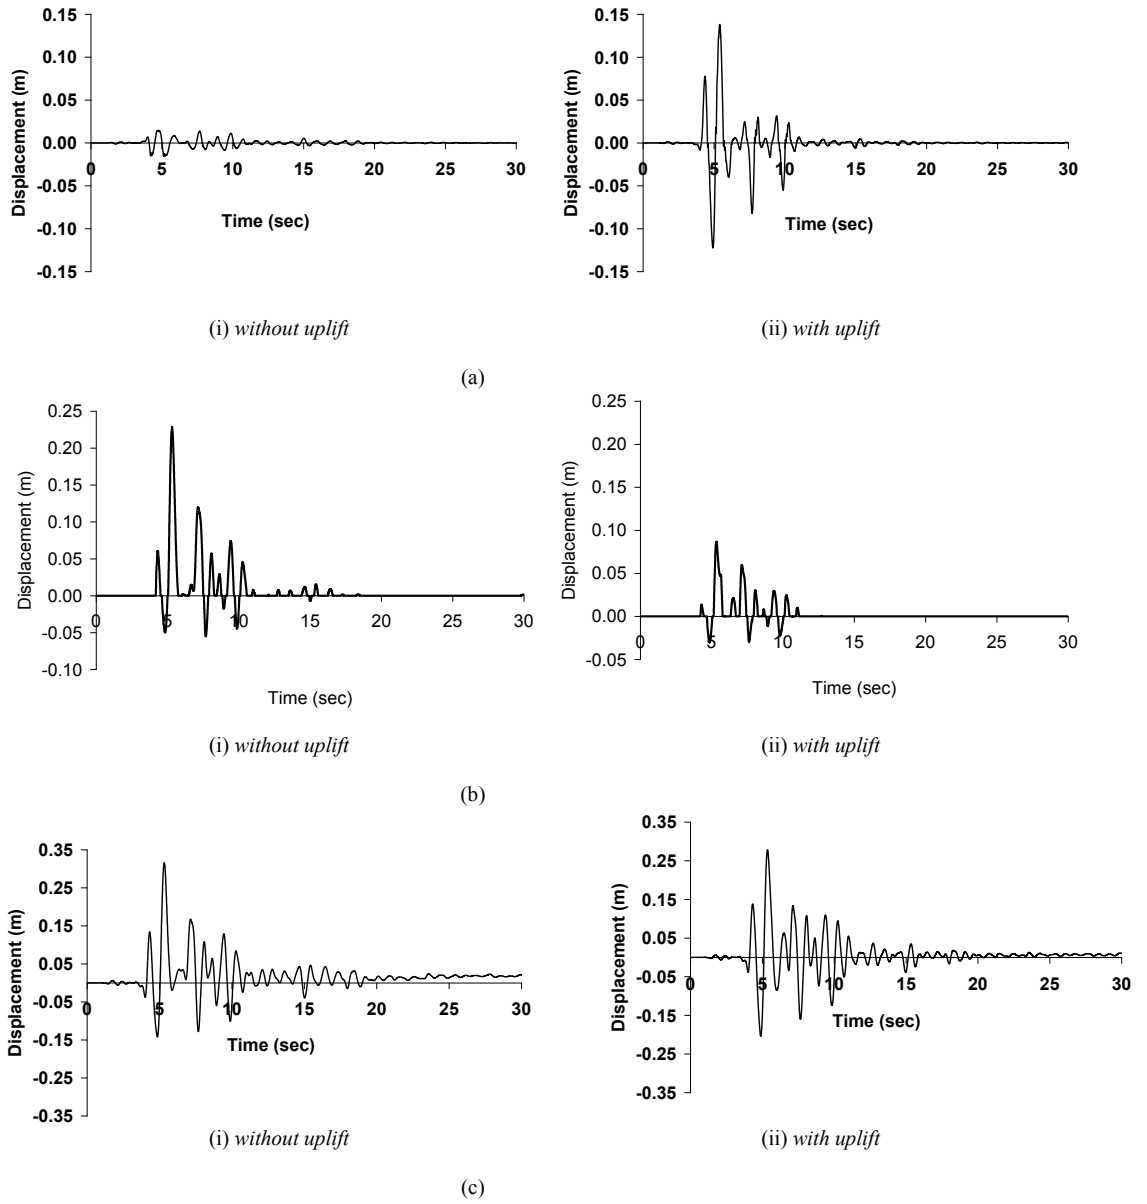 0.15
0.10
0.05
0.00
-0.05
-0.10
-0.15
0 5 10 15 20 25 30
Displacement (m)
Time (sec)
(i) without uplift
0.15
0.10
0.05
0.00
-0.05
-0.10
-0.15
0 5 10 15 20 25 30
Displacement (m)
Time (sec)
(ii) with uplift
(a)
0.25
0.20
0.15
0.10
0.05
0.00
-0.05
-0.10
0 5 10 15 20 25 30
Displacement (m)
Time (sec)
(i) without uplift
0.25
0.20
0.15
0.10
0.05
0.00
-0.05
0 5 10 15 20 25 30
Displacement (m)
Time (sec)
(ii) with uplift
(b)
0.35
0.25
0.15
0.05
-0.05
-0.15
-0.25
-0.35
0 5 10 15 20 25 30
Displacement (m)
Time (sec)
(i) without uplift
0.35
0.25
0.15
0.05
-0.05
-0.15
-0.25
-0.35
0 5 10 15 20 25 30
Displacement (m)
Time (sec)
(ii) with uplift
(c)